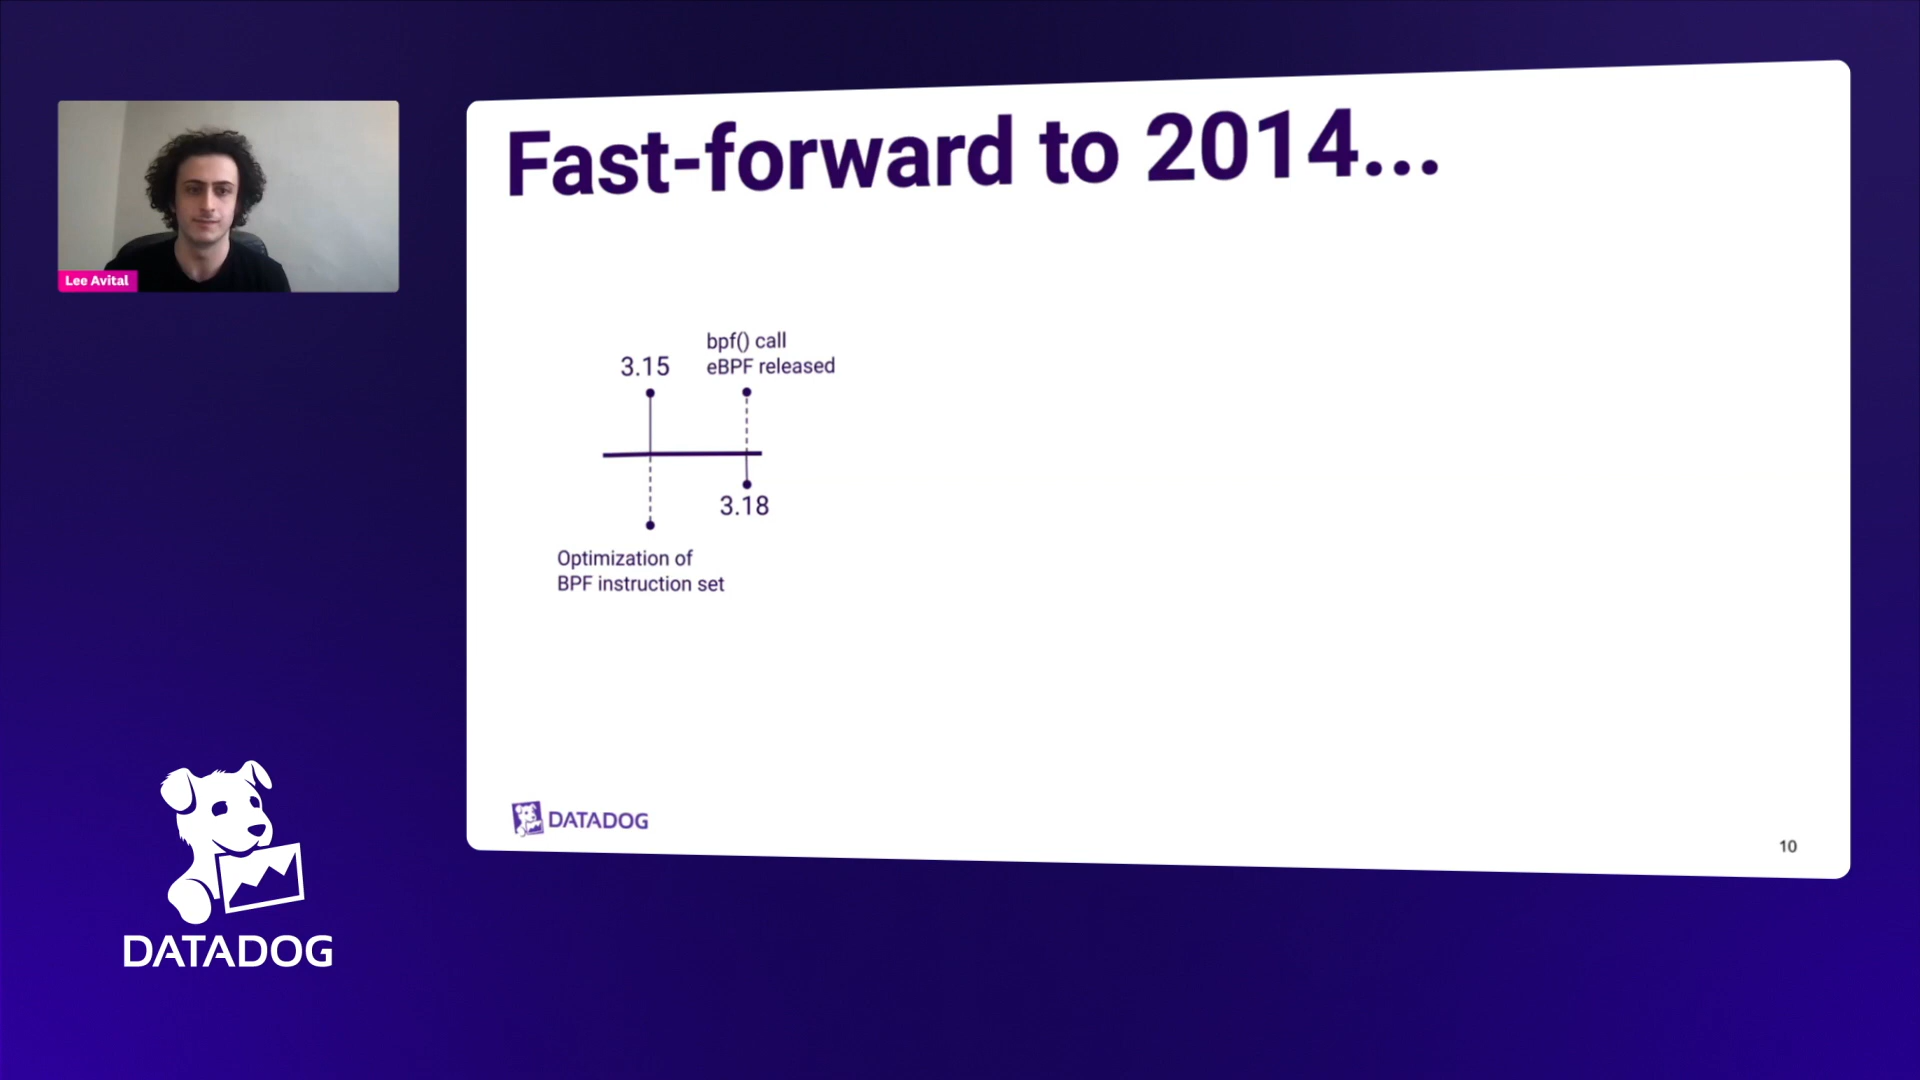 Fast-forward to 2014...
Lee Avital
bpf() call
eBPF released
3.15
3.18
Optimization of
BPF instruction set
DATADOG
10
DATADOG